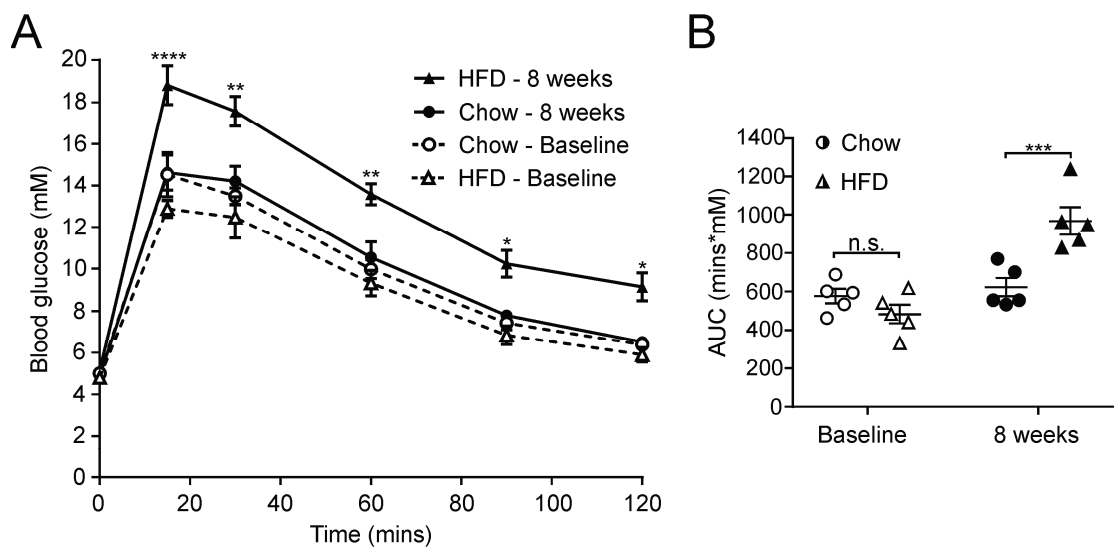 A
Blood glucose (mM)
20
18
16
14
12
10
8
6
4
2
0
****
**
**
*
*
HFD - 8 weeks
Chow - 8 weeks
Chow - Baseline
HFD - Baseline
0 20 40 60 80 100 120
Time (mins)
B
AUC (mins*mM)
1400
1200
1000
800
600
400
200
0
Chow
HFD
n.s.
***
Baseline 8 weeks